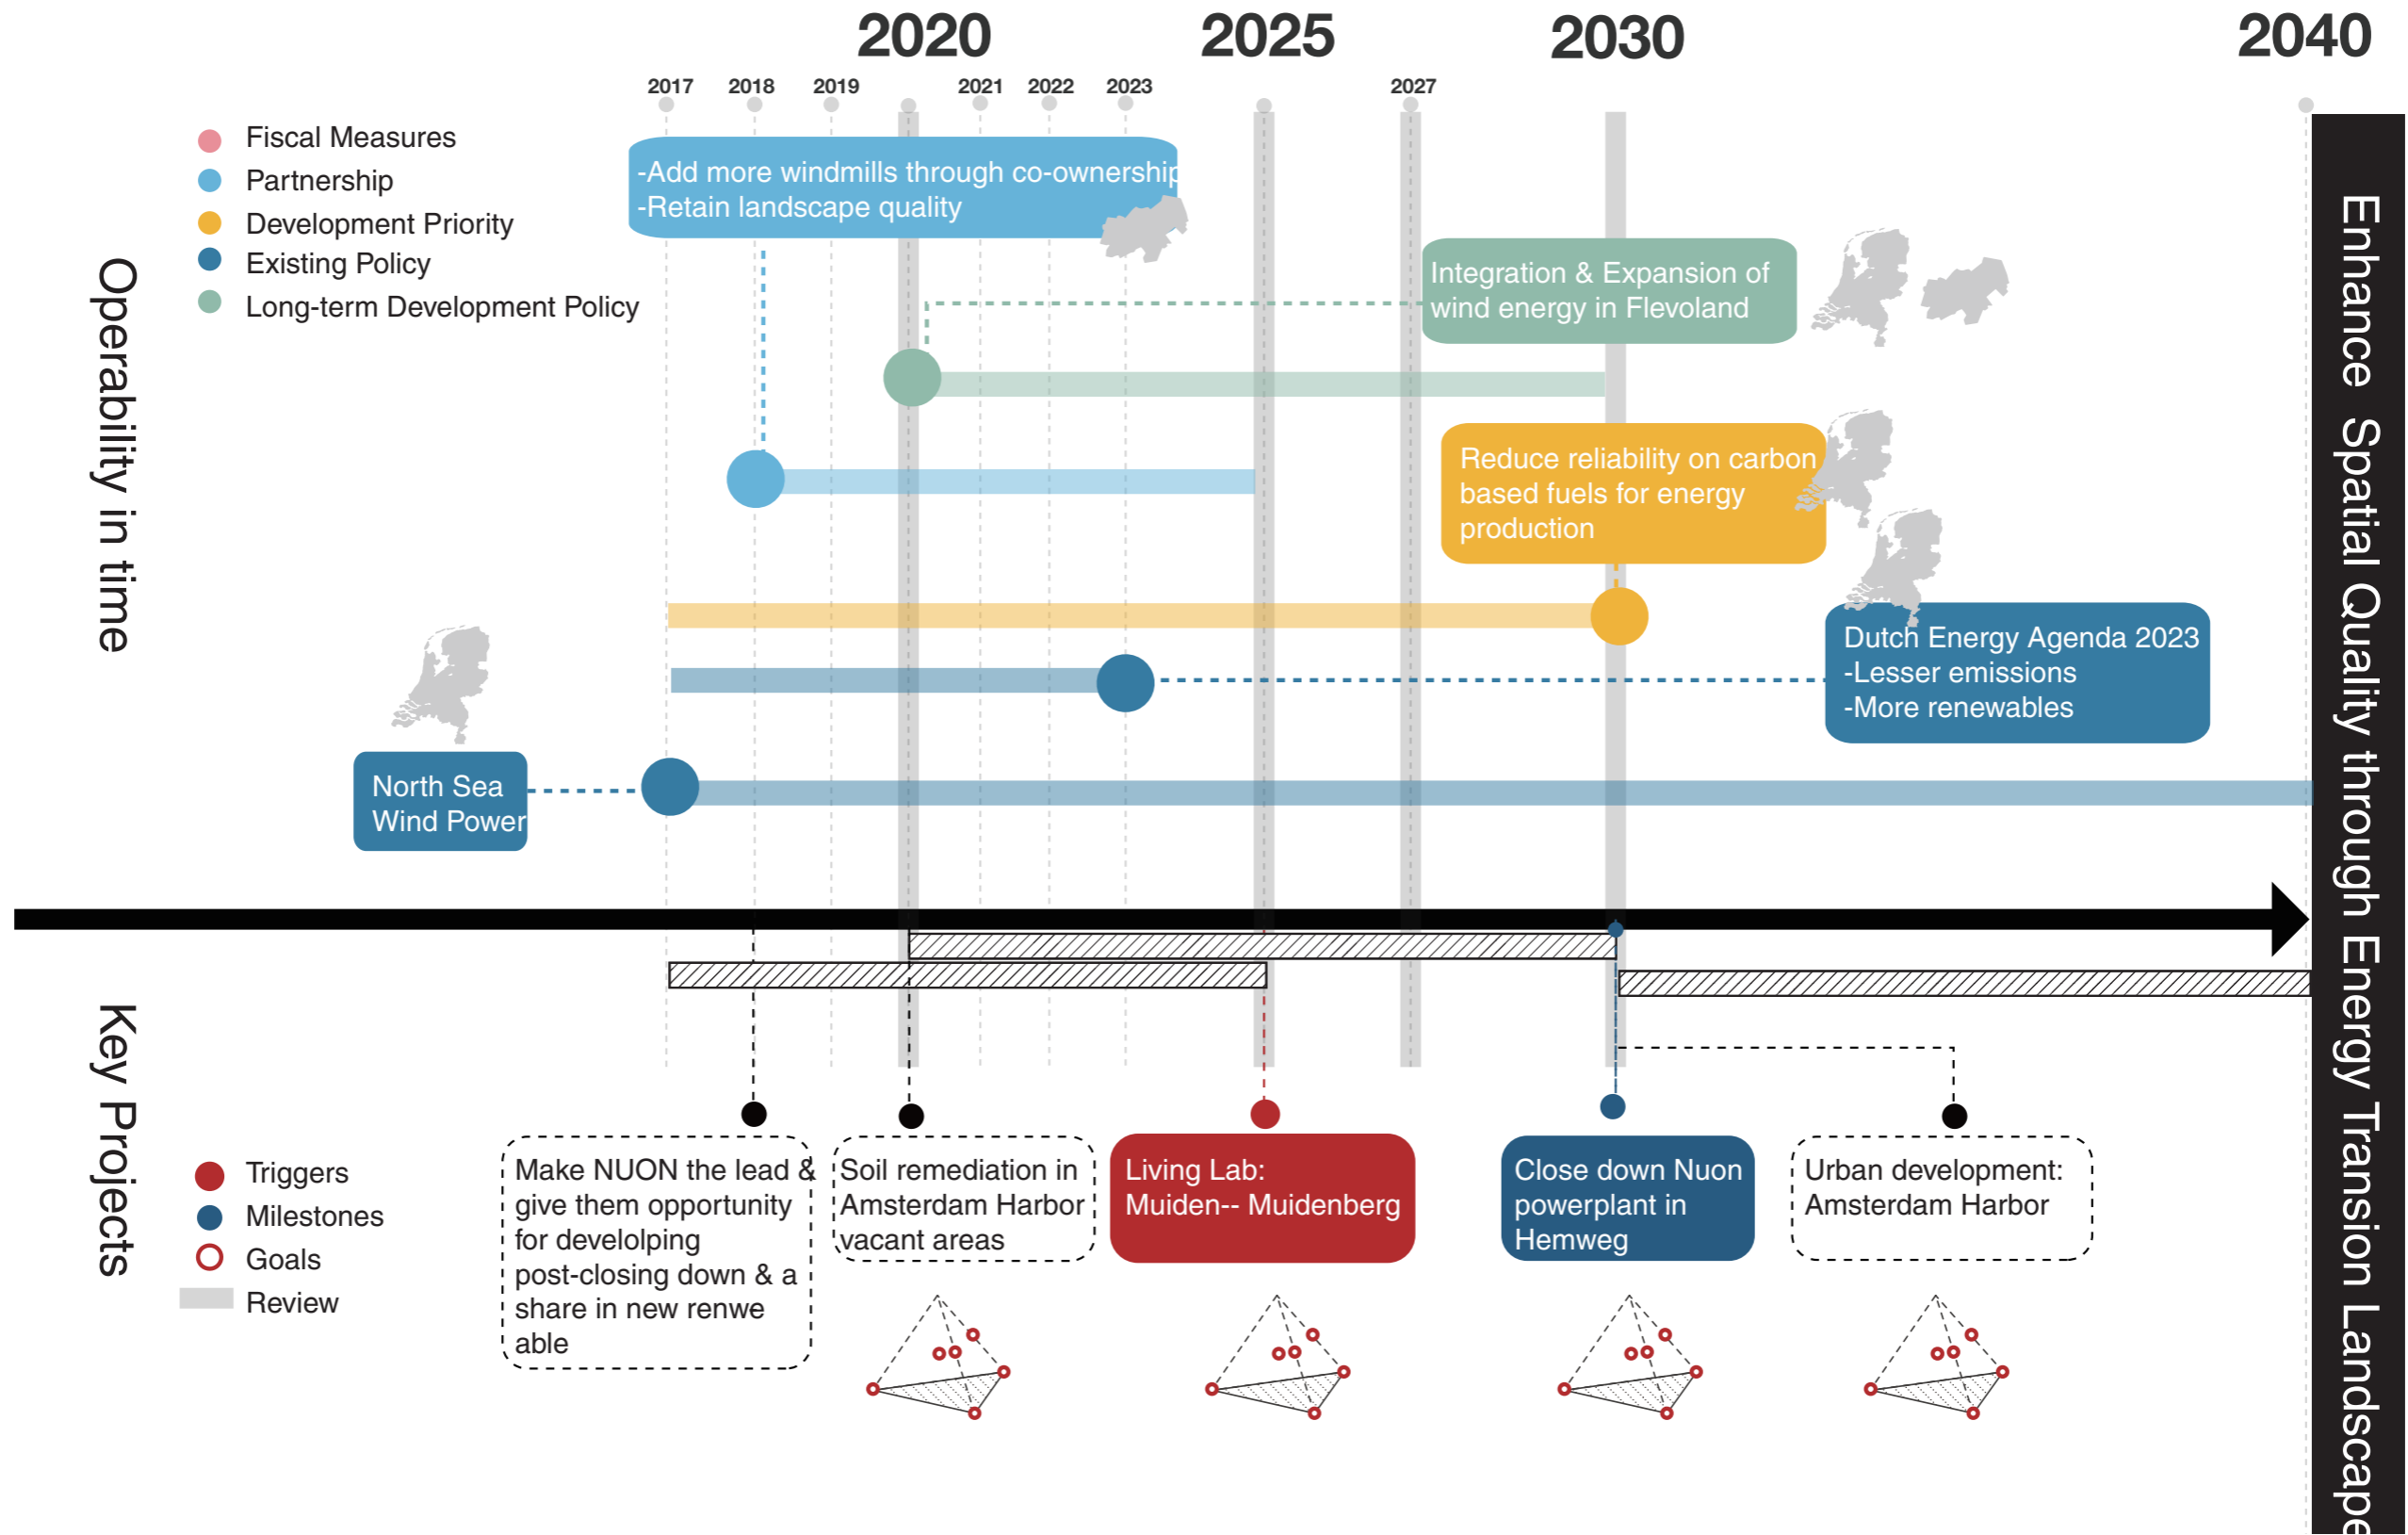 2020
2025
2030
2040
2017
2018
2019
2021
2022
2023
2027
Fiscal Measures
Partnership
Development Priority
Existing Policy
Long-term Development Policy
Operability in time
-Add more windmills through co-ownership
-Retain landscape quality
Integration & Expansion of
wind energy in Flevoland
Reduce reliability on carbon
based fuels for energy
production
Dutch Energy Agenda 2023
-Lesser emissions
-More renewables
North Sea
Wind Power
Enhance Spatial Quality through Energy Transition Landscape
Key Projects
Triggers
Milestones
Goals
Review
Make NUON the lead &
give them opportunity
for develolping
post-closing down & a
share in new renwe
able
Soil remediation in
Amsterdam Harbor
vacant areas
Living Lab:
Muiden-- Muidenberg
Close down Nuon
powerplant in
Hemweg
Urban development:
Amsterdam Harbor